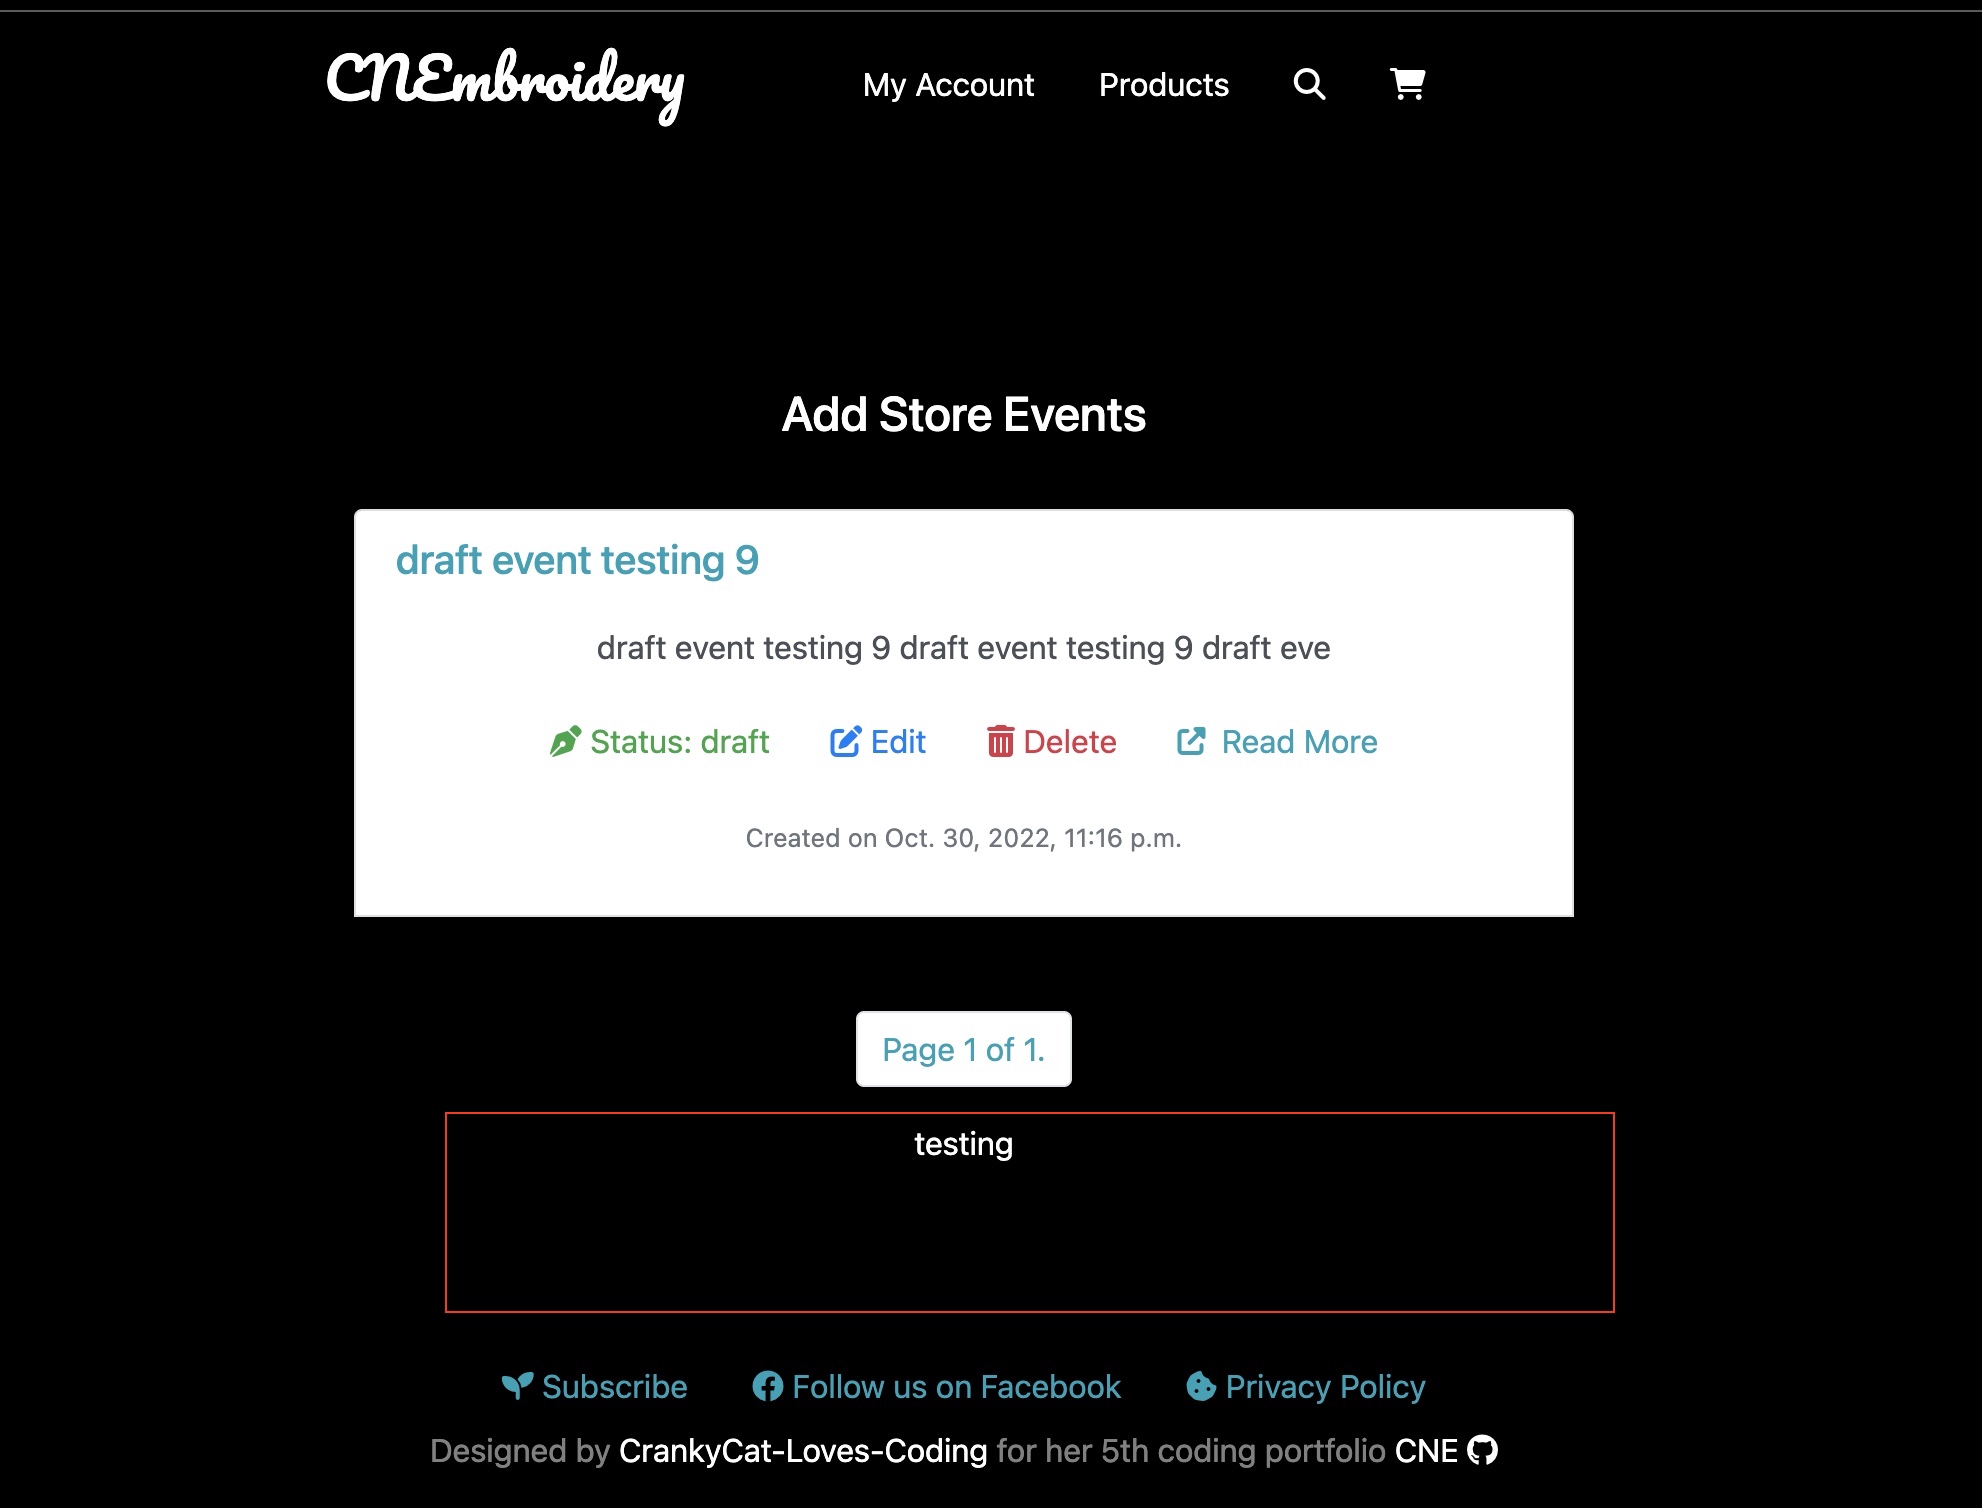 CNEmbroidery My Account Products
Add Store Events
draft event testing 9
draft event testing 9 draft event testing 9 draft eve
Status: draft Edit Delete Read More
Created on Oct. 30, 2022, 11:16 p.m.
Page 1 of 1.
testing
Subscribe Follow us on Facebook Privacy Policy
Designed by CrankyCat-Loves-Coding for her 5th coding portfolio CNE